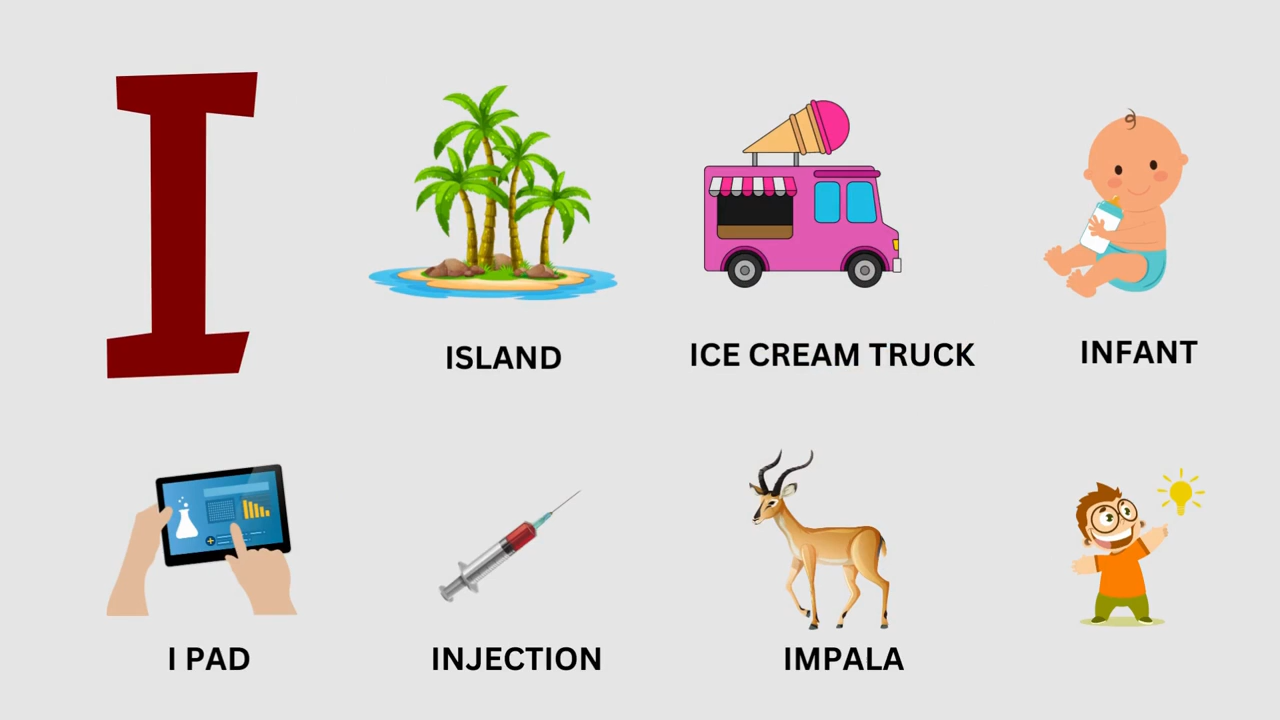 I
ISLAND
ICE CREAM TRUCK
INFANT
I PAD
INJECTION
IMPALA